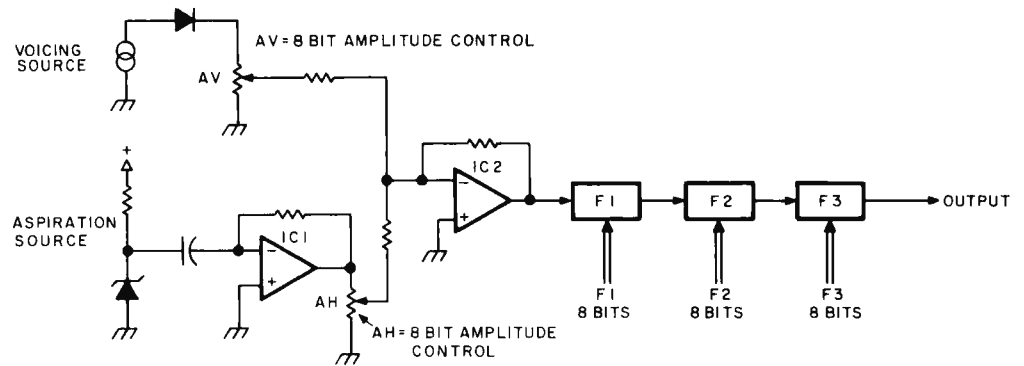 VOICING
SOURCE
AV=8 BIT AMPLITUDE CONTROL
AV
+
ASPIRATION
SOURCE
IC1
-
+
AH
AH=8 BIT AMPLITUDE
CONTROL
IC2
-
+
F1
F2
F3
OUTPUT
F1
8 BITS
F2
8 BITS
F3
8 BITS